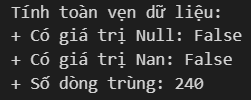 Tính toàn vẹn dữ liệu:
+ Có giá trị Null: False
+ Có giá trị Nan: False
+ Số dòng trùng: 240